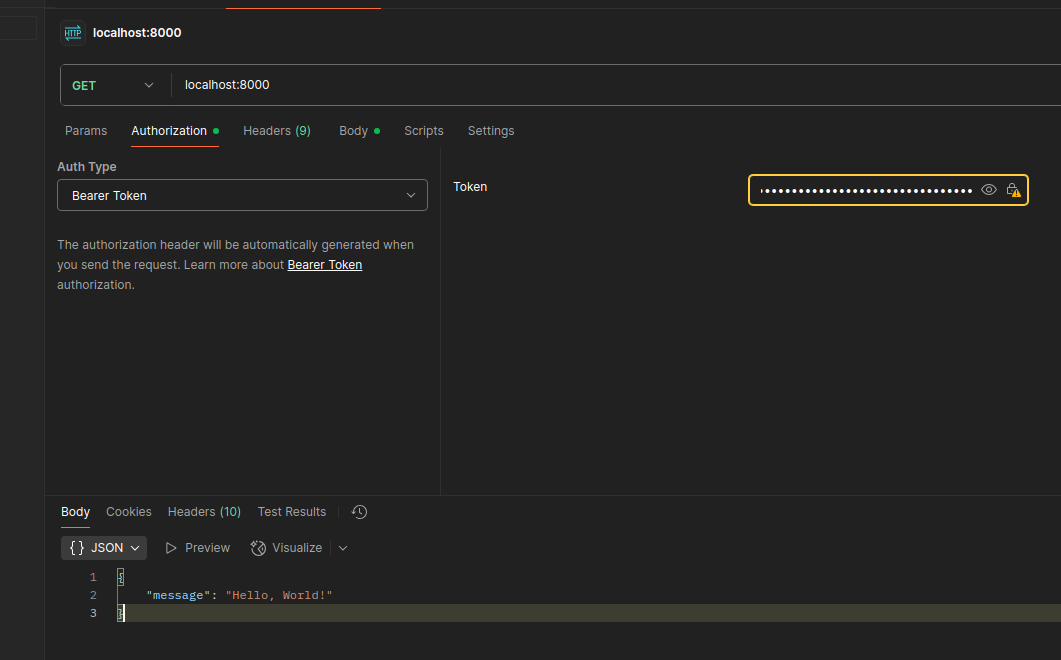 HTTP localhost:8000
GET localhost:8000
Params Authorization Headers (9) Body Scripts Settings
Auth Type
Bearer Token
Token
The authorization header will be automatically generated when
you send the request. Learn more about Bearer Token
authorization.
Body Cookies Headers (10) Test Results
{} JSON Preview Visualize
1 {
2 "message": "Hello, World!"
3 }